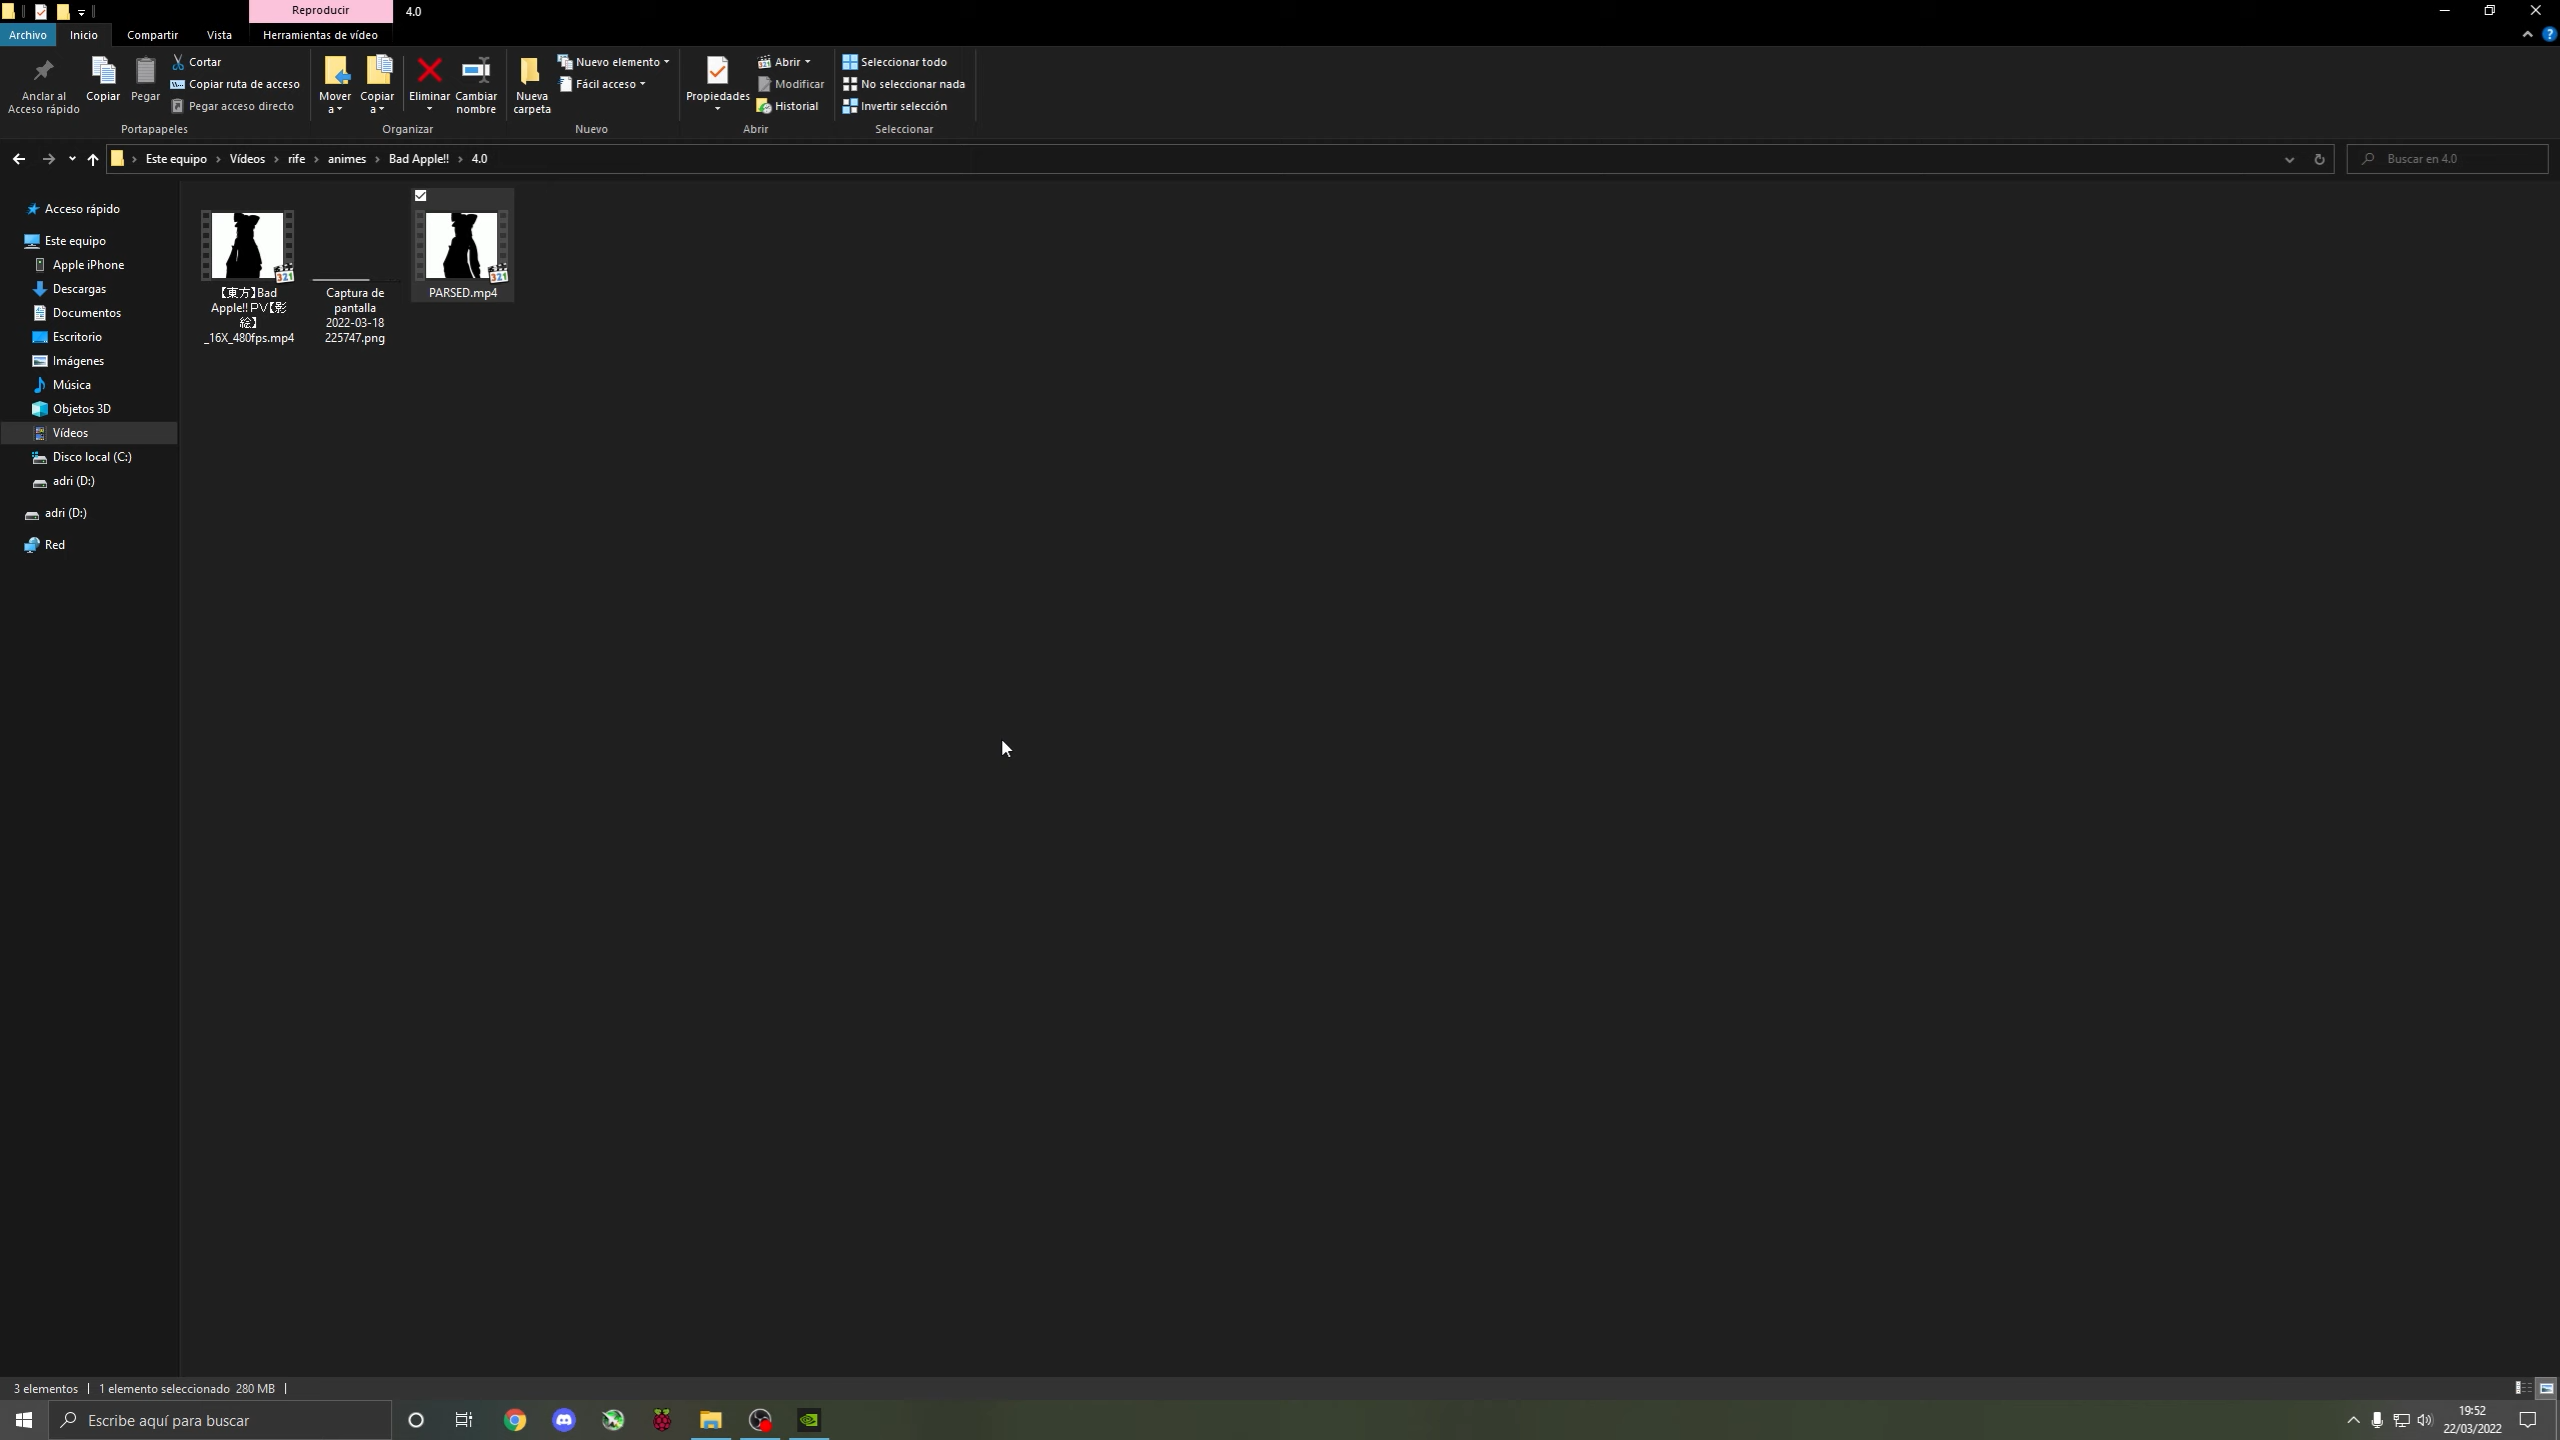 Reproducir
4.0
Archivo
Inicio
Compartir
Vista
Herramientas de vídeo
Anclar al
Acceso rápido
Copiar
Pegar
Cortar
Copiar ruta de acceso
Pegar acceso directo
Portapapeles
Mover
a
Copiar
a
Eliminar
Cambiar
nombre
Organizar
Nueva
carpeta
Nuevo elemento
Fácil acceso
Nuevo
Propiedades
Abrir
Modificar
Historial
Abrir
Seleccionar todo
No seleccionar nada
Invertir selección
Seleccionar
Este equipo
Vídeos
rife
animes
Bad Apple!!
4.0
Buscar en 4.0
Acceso rápido
Este equipo
Apple iPhone
Descargas
Documentos
Escritorio
Imágenes
Música
Objetos 3D
Vídeos
Disco local (C:)
adri (D:)
adri (D:)
Red
【東方】Bad
Apple!! PV【影
絵】
_16X_480fps.mp4
Captura de
pantalla
2022-03-18
225747.png
PARSED.mp4
3 elementos
1 elemento seleccionado 280 MB
Escribe aquí para buscar
19:52
22/03/2022